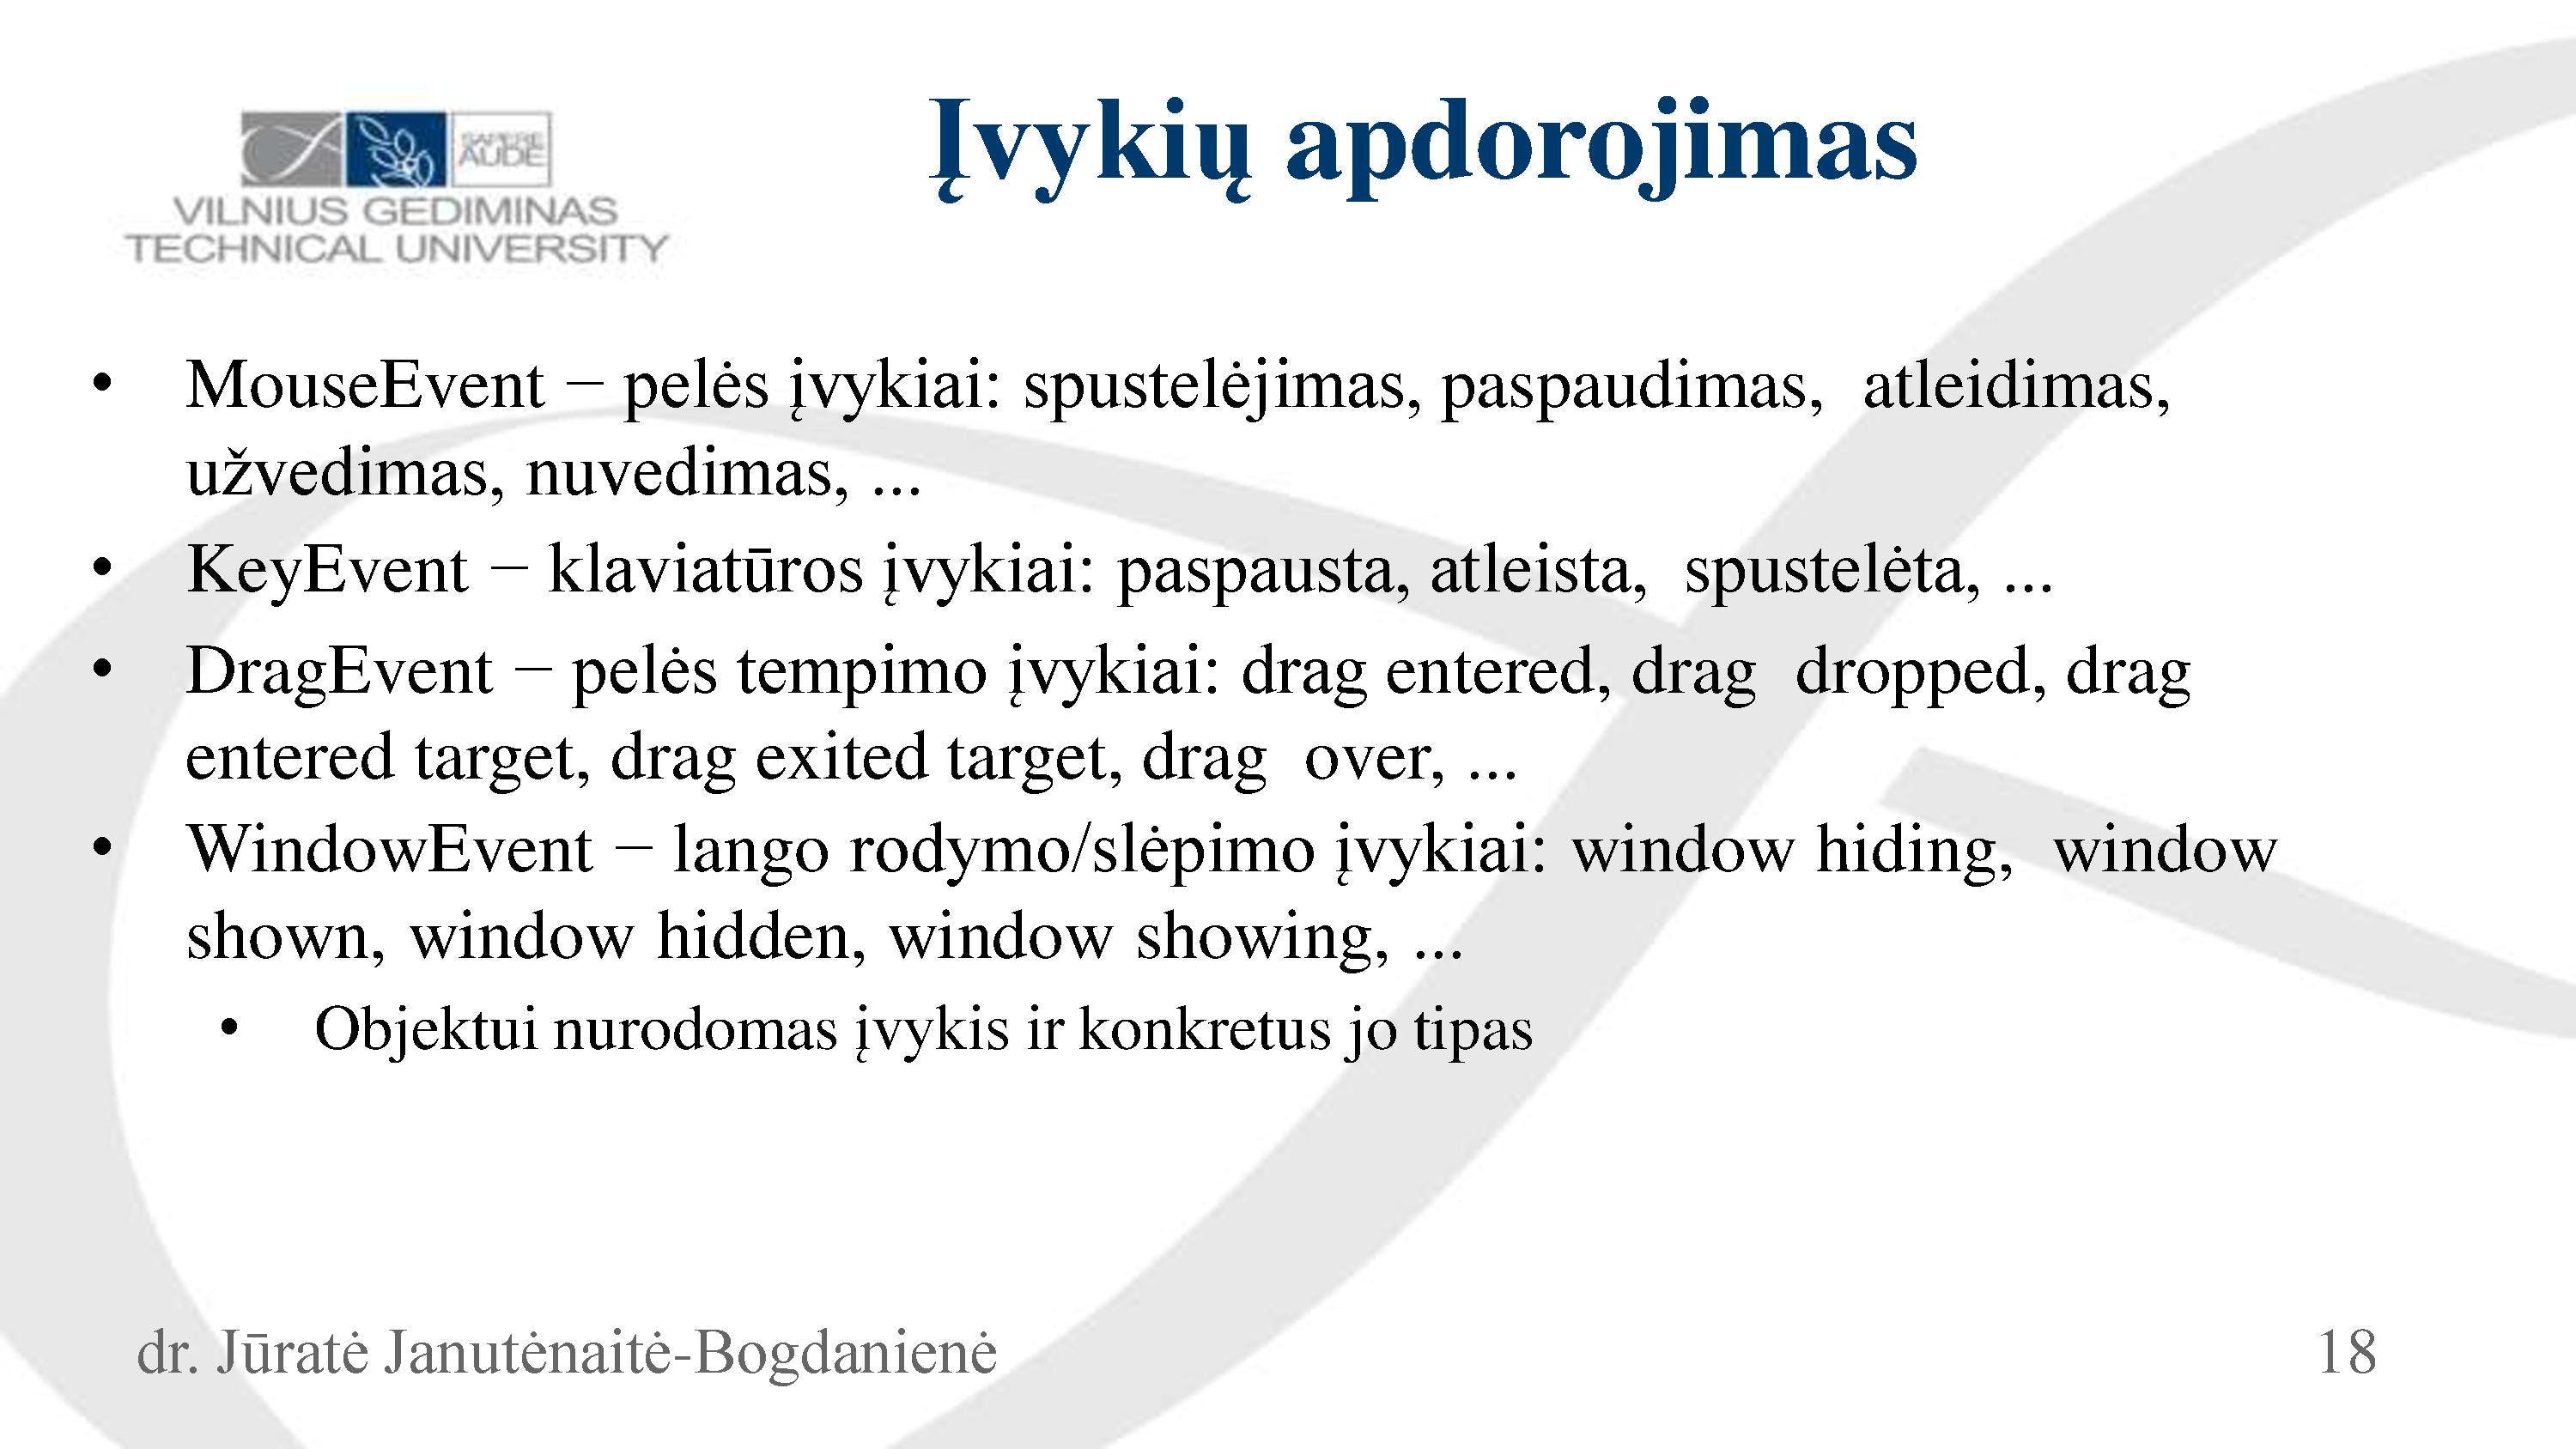 SAPERE
AUDE
VILNIUS GEDIMINAS
TECHNICAL UNIVERSITY
Įvykių apdorojimas
• MouseEvent − pelės įvykiai: spustelėjimas, paspaudimas, atleidimas,
užvedimas, nuvedimas, ...
• KeyEvent − klaviatūros įvykiai: paspausta, atleista, spustelėta, ...
• DragEvent − pelės tempimo įvykiai: drag entered, drag dropped, drag
entered target, drag exited target, drag over, ...
• WindowEvent − lango rodymo/slėpimo įvykiai: window hiding, window
shown, window hidden, window showing, ...
• Objektui nurodomas įvykis ir konkretus jo tipas
dr. Jūratė Janutėnaitė-Bogdanienė
18